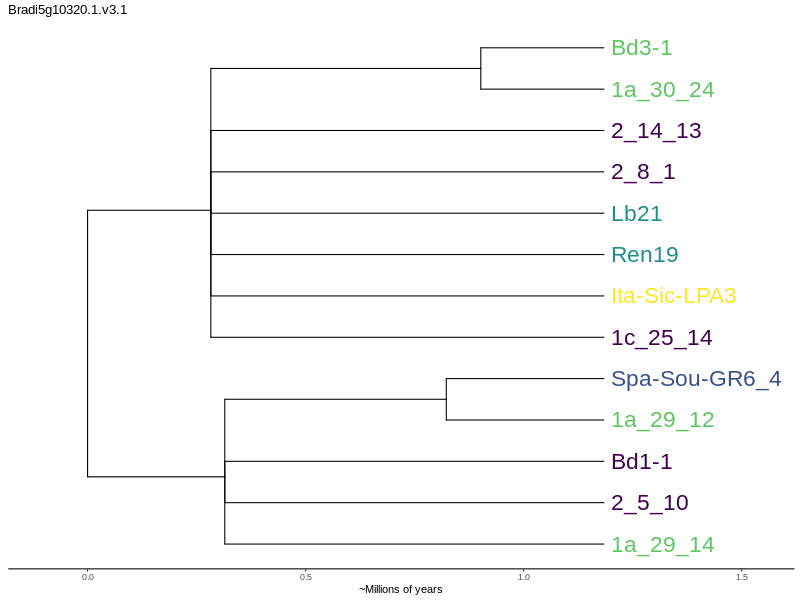 Bradi5g10320.1.v3.1
Bd3-1
1a_30_24
2_14_13
2_8_1
Lb21
Ren19
Ita-Sic-LPA3
1c_25_14
Spa-Sou-GR6_4
1a_29_12
Bd1-1
2_5_10
1a_29_14
0.0 0.5 1.0 1.5
~Millions of years